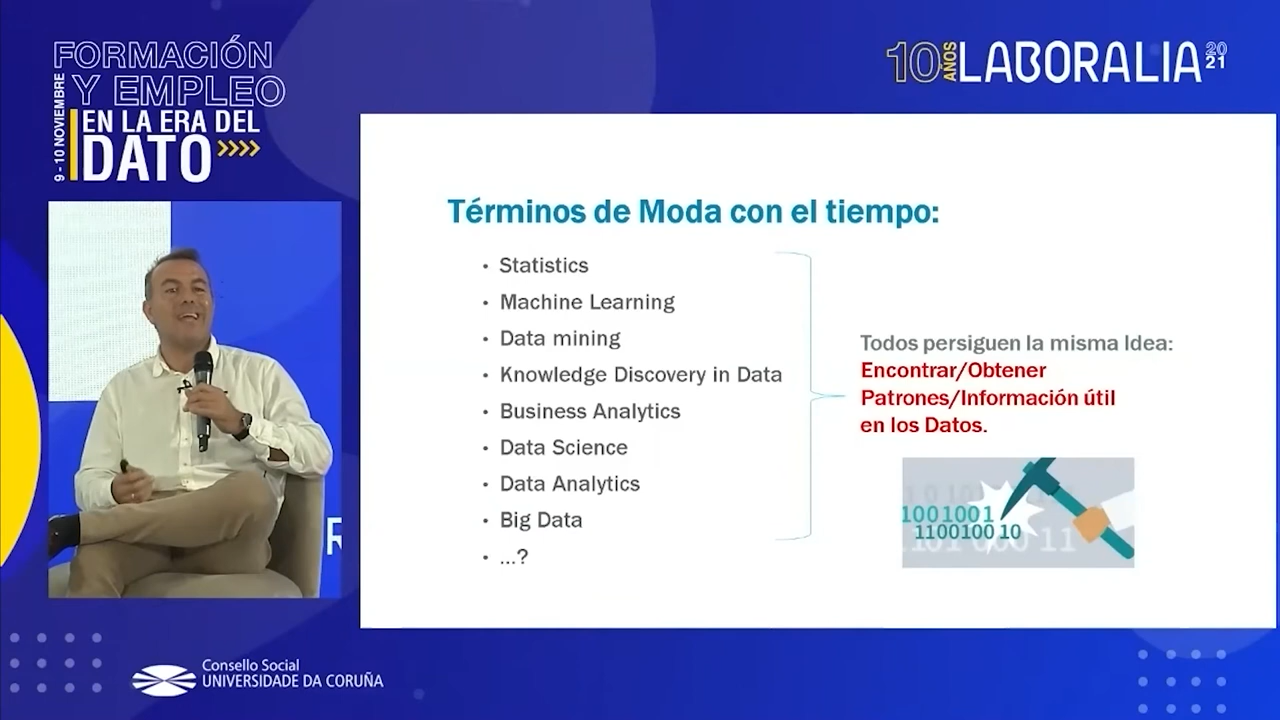 FORMACIÓN
Y EMPLEO
EN LA ERA DEL
DATO
9 - 10 NOVIEMBRE
10 AÑOS LABORALIA 2021
Términos de Moda con el tiempo:
• Statistics
• Machine Learning
• Data mining
• Knowledge Discovery in Data
• Business Analytics
• Data Science
• Data Analytics
• Big Data
• ...?
Todos persiguen la misma Idea:
Encontrar/Obtener
Patrones/Información útil
en los Datos.
1001001
1100100 10
R
Consello Social
UNIVERSIDADE DA CORUÑA